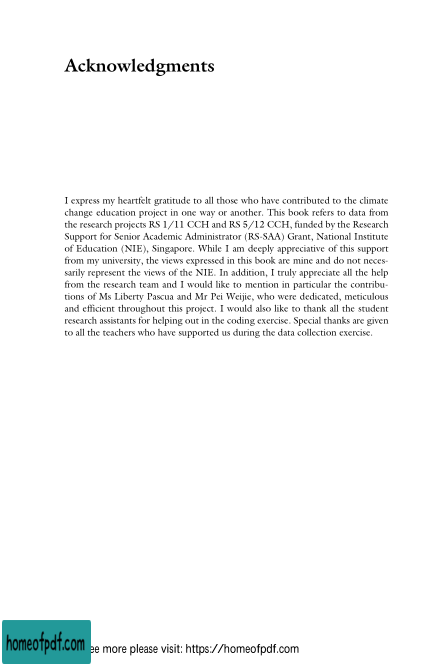 Acknowledgments
I express my heartfelt gratitude to all those who have contributed to the climate
change education project in one way or another. This book refers to data from
the research projects RS 1/11 CCH and RS 5/12 CCH, funded by the Research
Support for Senior Academic Administrator (RS-SAA) Grant, National Institute
of Education (NIE), Singapore. While I am deeply appreciative of this support
from my university, the views expressed in this book are mine and do not neces-
sarily represent the views of the NIE. In addition, I truly appreciate all the help
from the research team and I would like to mention in particular the contribu-
tions of Ms Liberty Pascua and Mr Pei Weijie, who were dedicated, meticulous
and efficient throughout this project. I would also like to thank all the student
research assistants for helping out in the coding exercise. Special thanks are given
to all the teachers who have supported us during the data collection exercise.
homeofpdf.com
ee more please visit: https://homeofpdf.com